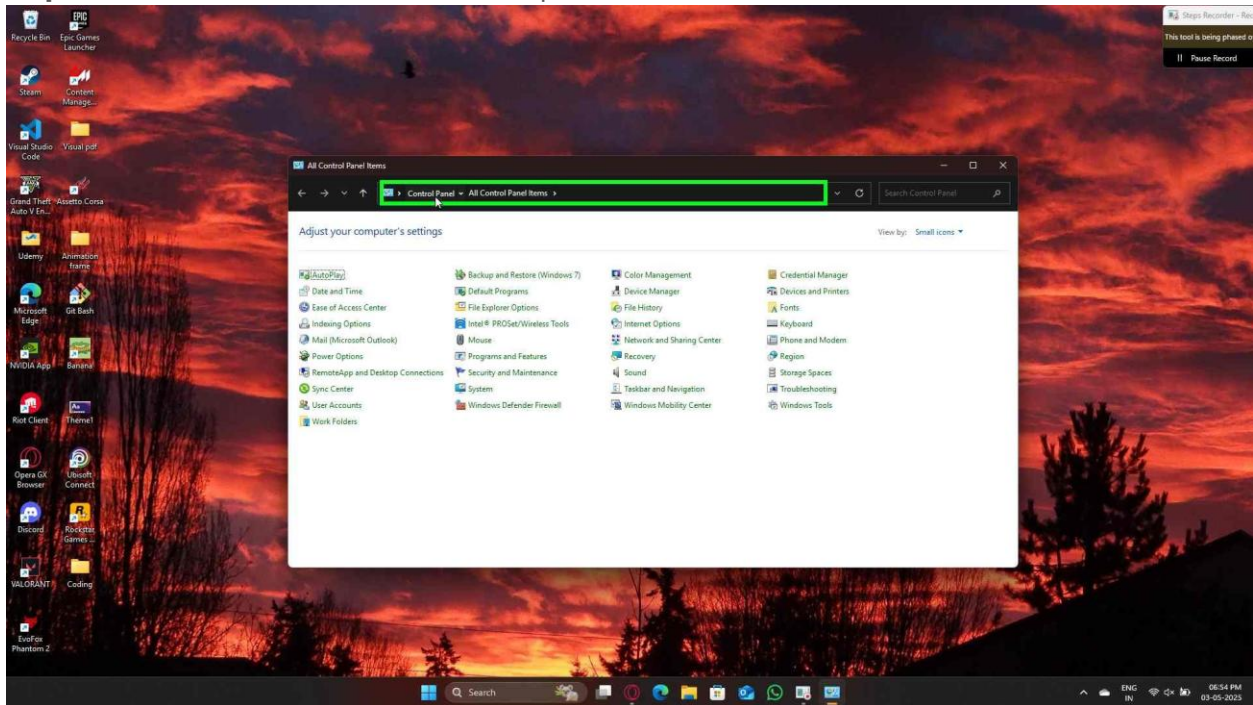 Recycle Bin
Epic Games
Launcher
EPIC
Steam
Content
Manage...
Visual Studio
Code
Visual pdf
Grand Theft
Auto V En...
Assetto Corsa
Udemy
Animation
frame
Microsoft
Edge
Git Bash
NVIDIA App
Banana
Riot Client
Theme1
Opera GX
Browser
Ubisoft
Connect
Discord
Rockstar
Games ...
VALORANT
Coding
EvoFox
Phantom 2
Steps Recorder - Rec
This tool is being phased o
Pause Record
All Control Panel Items
Control Panel All Control Panel Items
Search Control Panel
Adjust your computer's settings
View by: Small icons
AutoPlay
Backup and Restore (Windows 7)
Color Management
Credential Manager
Date and Time
Default Programs
Device Manager
Devices and Printers
Ease of Access Center
File Explorer Options
File History
Fonts
Indexing Options
Intel® PROSet/Wireless Tools
Internet Options
Keyboard
Mail (Microsoft Outlook)
Mouse
Network and Sharing Center
Phone and Modem
Power Options
Programs and Features
Recovery
Region
RemoteApp and Desktop Connections
Security and Maintenance
Sound
Storage Spaces
Sync Center
System
Taskbar and Navigation
Troubleshooting
User Accounts
Windows Defender Firewall
Windows Mobility Center
Windows Tools
Work Folders
Search
ENG
IN
06:54 PM
03-05-2025